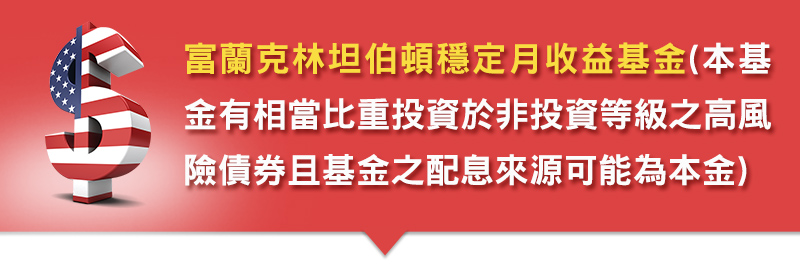 富蘭克林坦伯頓穩定月收益基金(本基
金有相當比重投資於非投資等級之高風
險債券且基金之配息來源可能為本金)